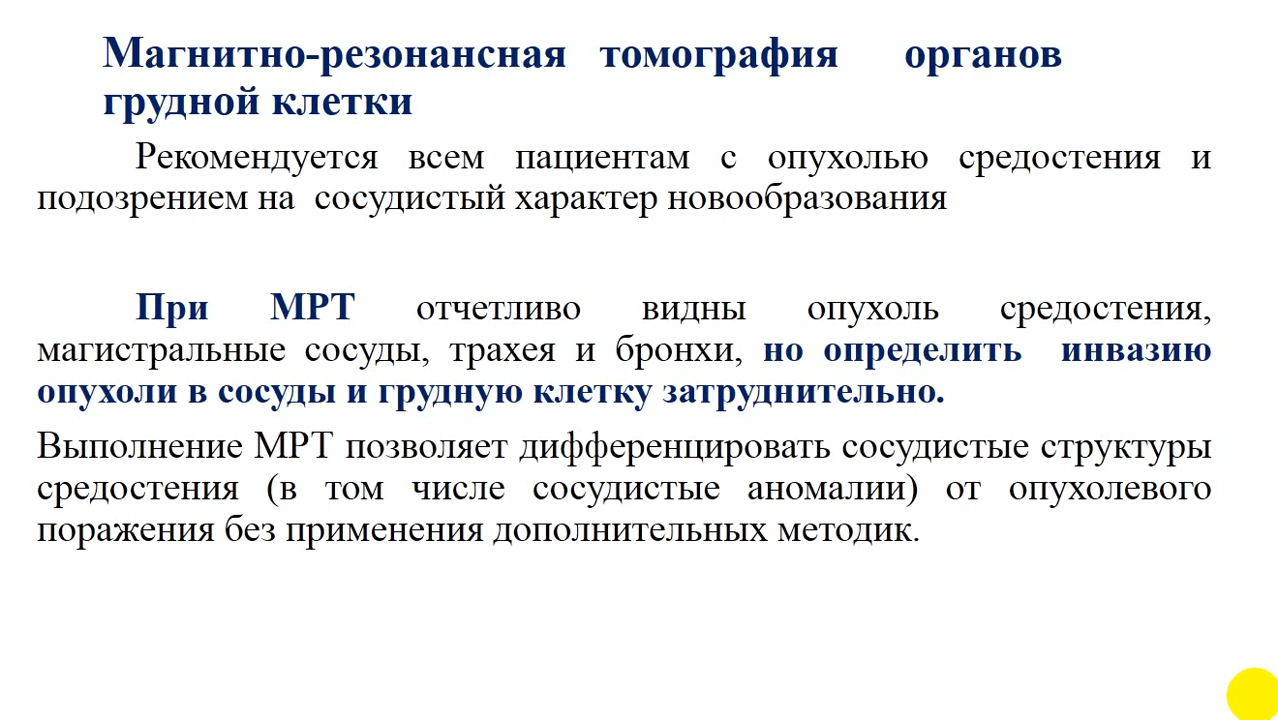 Магнитно-резонансная томография органов
грудной клетки
Рекомендуется всем пациентам с опухолью средостения и
подозрением на сосудистый характер новообразования
При МРТ отчетливо видны опухоль средостения,
магистральные сосуды, трахея и бронхи, но определить инвазию
опухоли в сосуды и грудную клетку затруднительно.
Выполнение МРТ позволяет дифференцировать сосудистые структуры
средостения (в том числе сосудистые аномалии) от опухолевого
поражения без применения дополнительных методик.